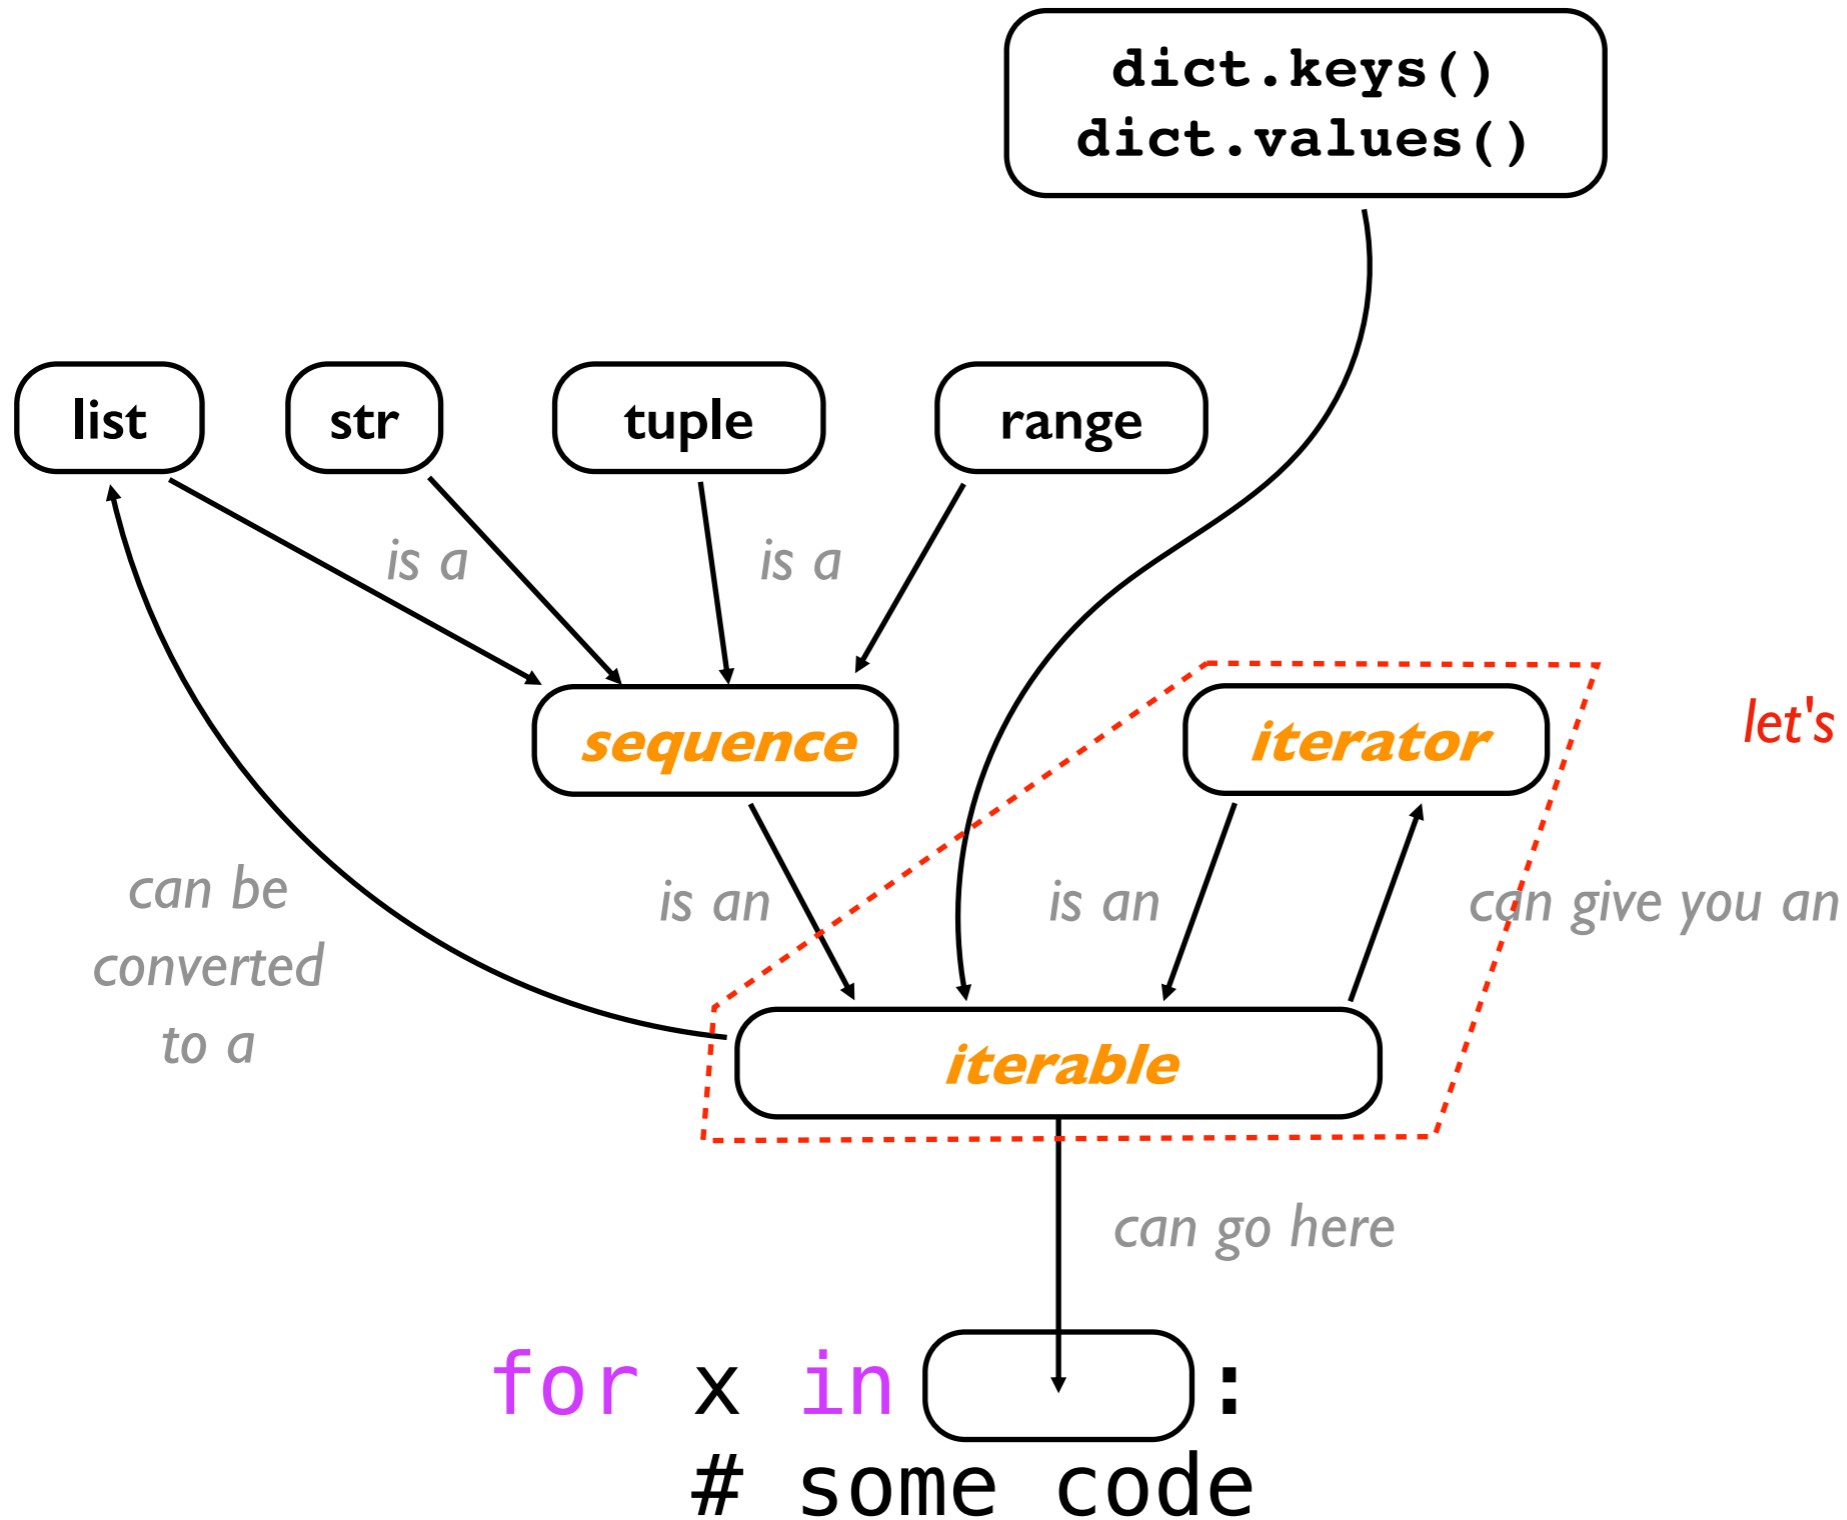 dict.keys()
dict.values()
list
str
tuple
range
is a
is a
sequence
iterator
let's
can be
converted
to a
is an
is an
can give you an
iterable
can go here
for x in :
# some code